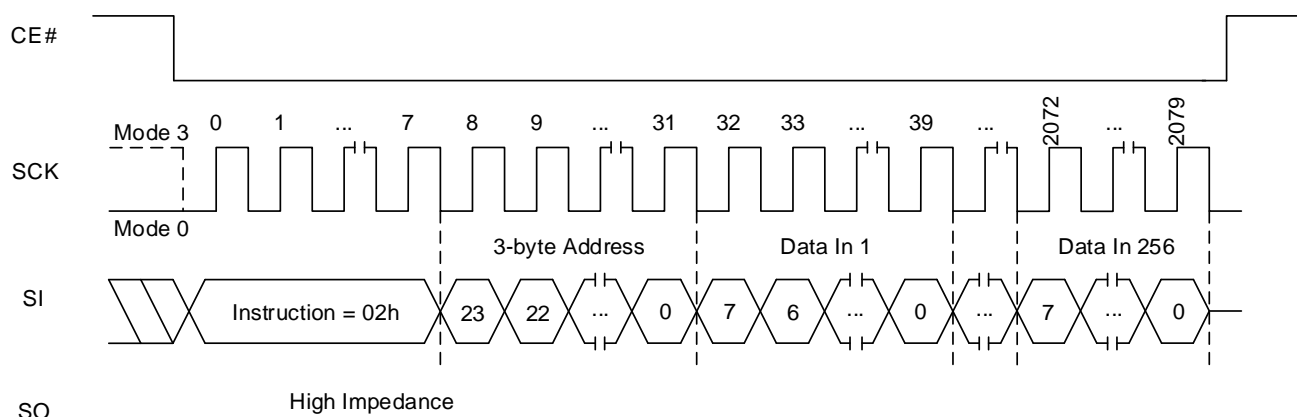 CE#
0 1 ... 7 8 9 ... 31 32 33 ... 39 ... 2072 ... 2079
Mode 3
SCK
Mode 0
3-byte Address Data In 1 Data In 256
SI Instruction = 02h 23 22 ... 0 7 6 ... 0 ... 7 ... 0
High Impedance
SO